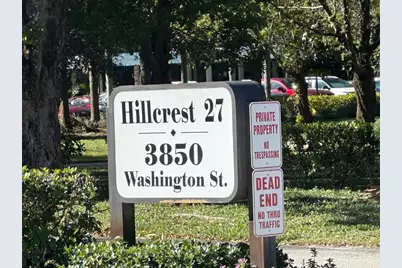 Hillcrest 27
3850
Washington St.
PRIVATE
PROPERTY
NO
TRESPASSING
DEAD
END
NO THRU
TRAFFIC